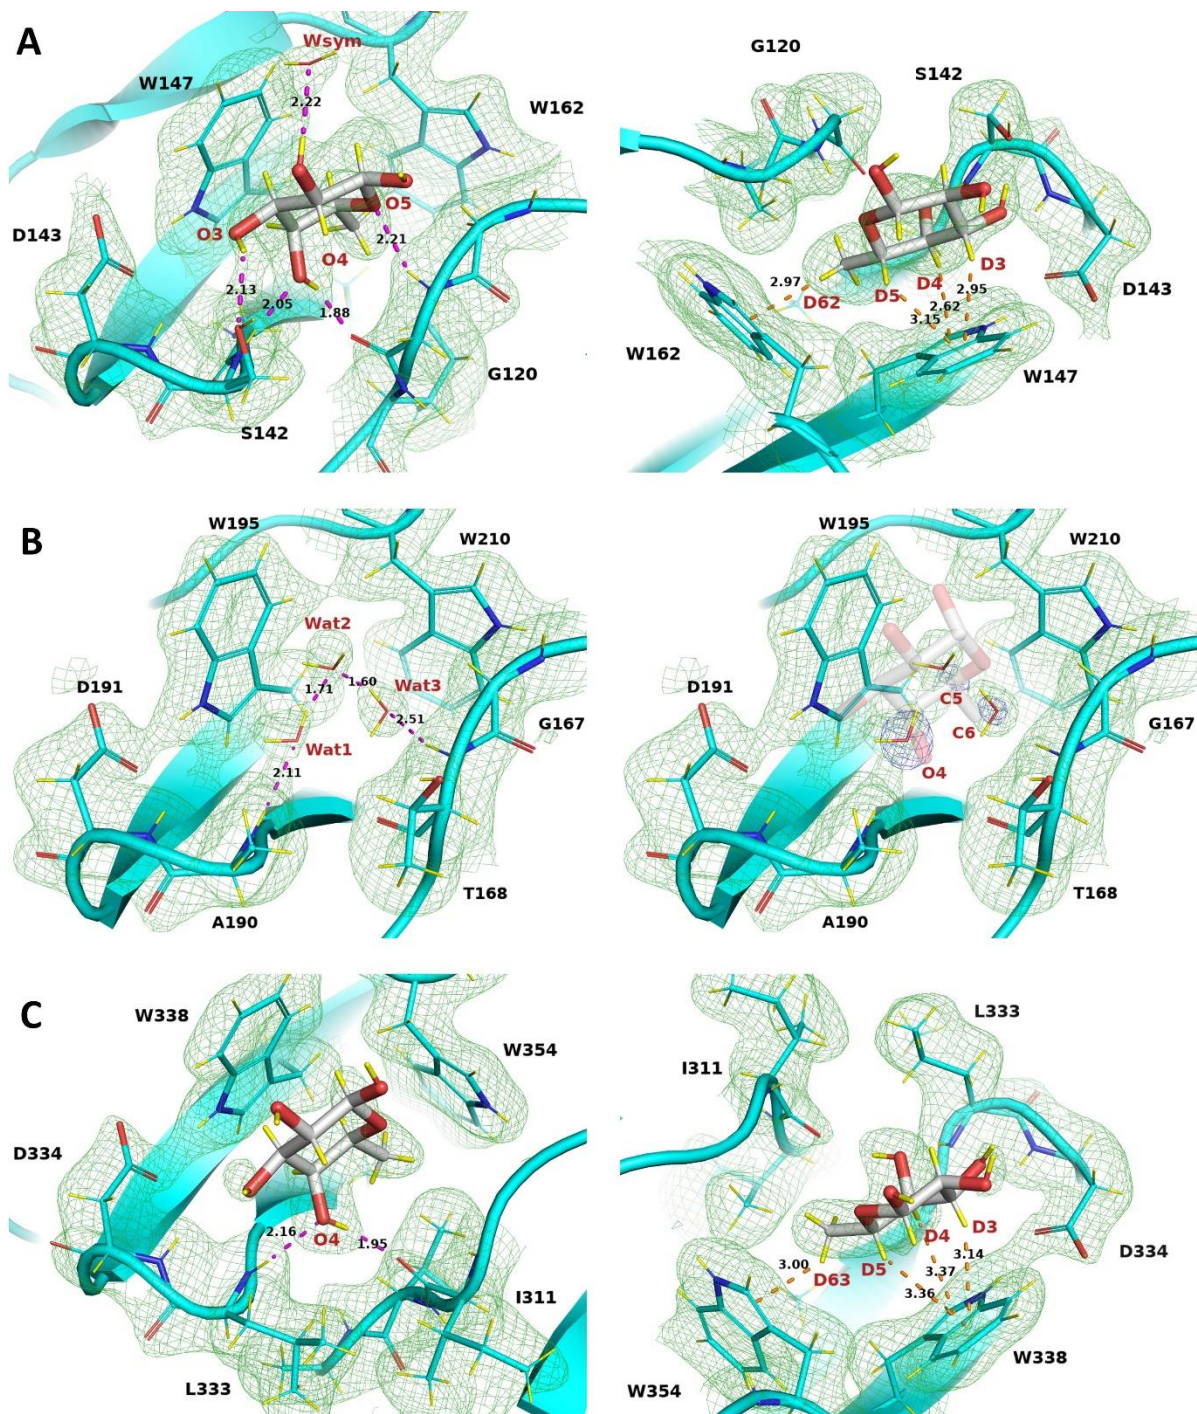 A
Wsym
W147
2.22
W162
O5
D143
O3
2.21
O4
2.13
2.05
1.88
G120
S142
G120
S142
D3
D4
2.97
D5
2.95
D62
2.62
3.15
D143
W162
W147
B
W195
W210
Wat2
D191
1.71
1.60
Wat3
G167
Wat1
2.51
2.11
T168
A190
W195
W210
D191
C5
G167
C6
O4
T168
A190
C
W338
W354
D334
2.16
O4
1.95
I311
L333
L333
I311
D4
D3
3.00
3.14
D63
D5
3.37
D334
3.36
W338
W354